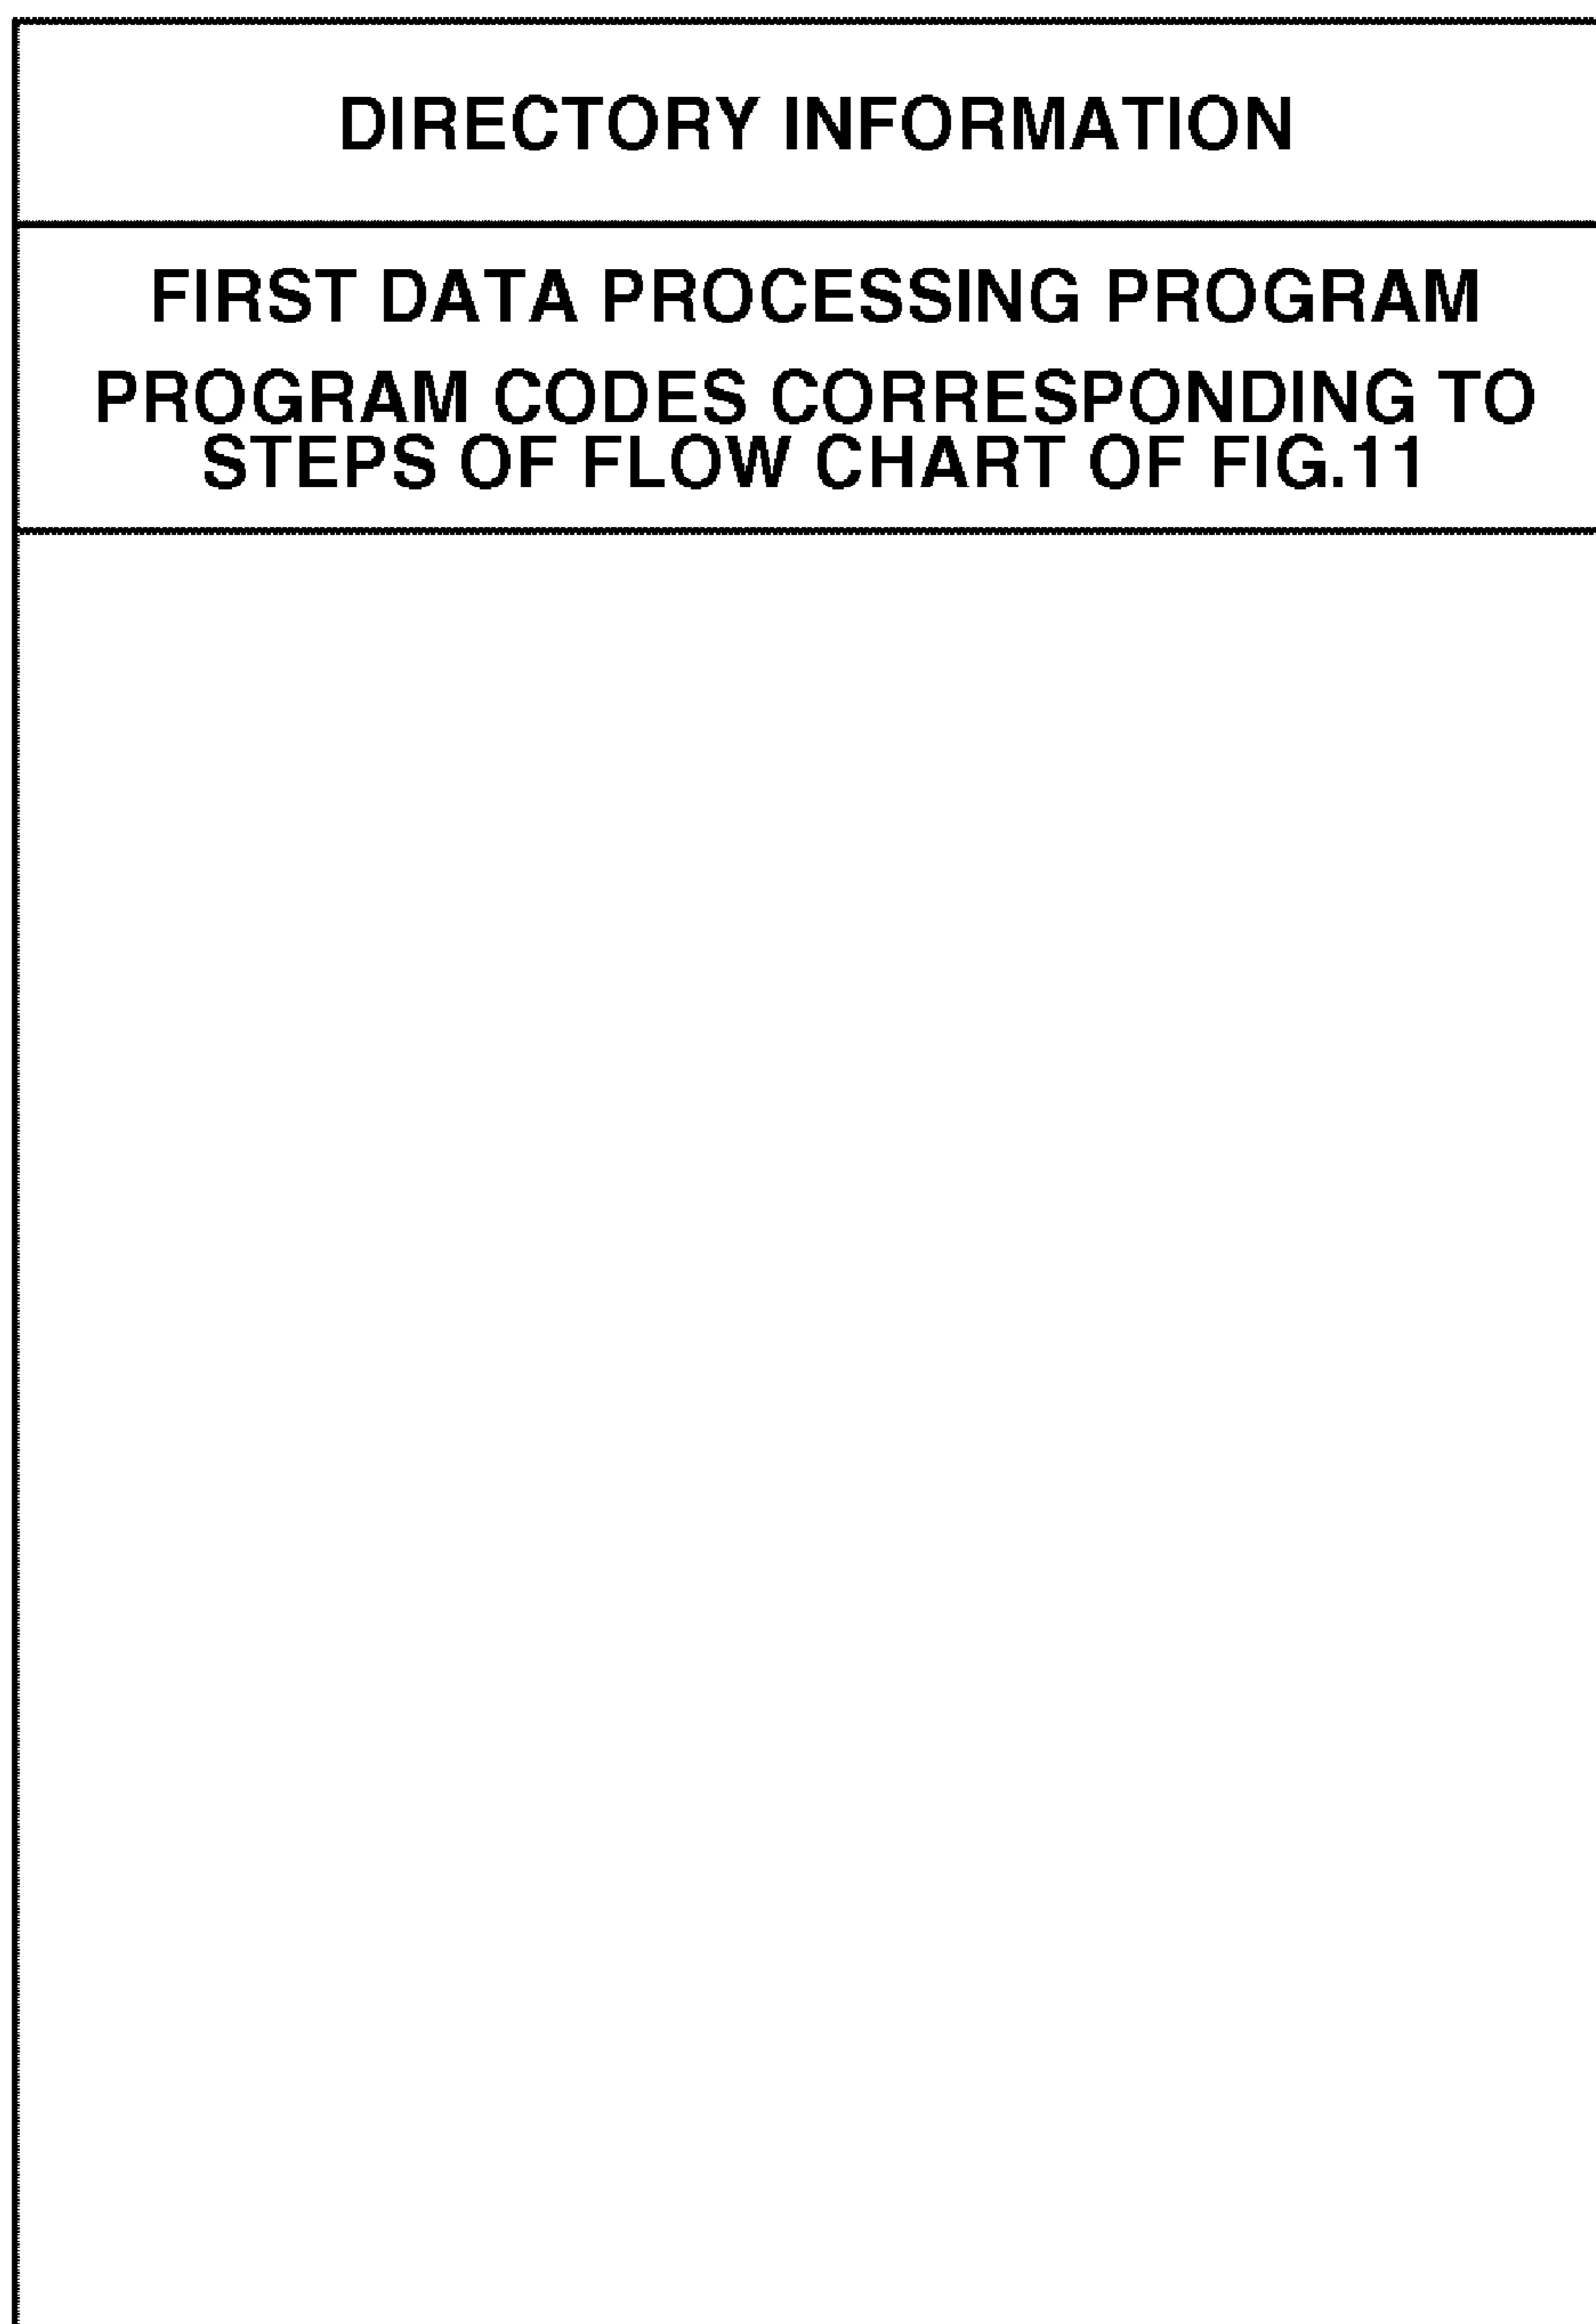 DIRECTORY INFORMATION
FIRST DATA PROCESSING PROGRAM
PROGRAM CODES CORRESPONDING TO
STEPS OF FLOW CHART OF FIG.11